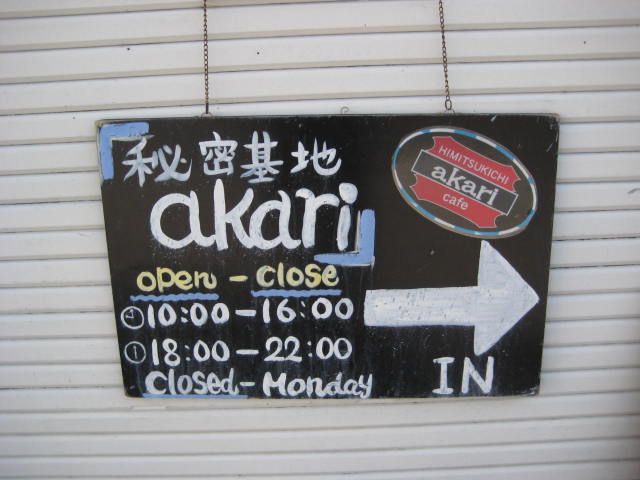 「秘密基地
akari」
open - close
10:00-16:00
18:00-22:00
closed-Monday
HIMITSUKICHI
akari
cafe
IN